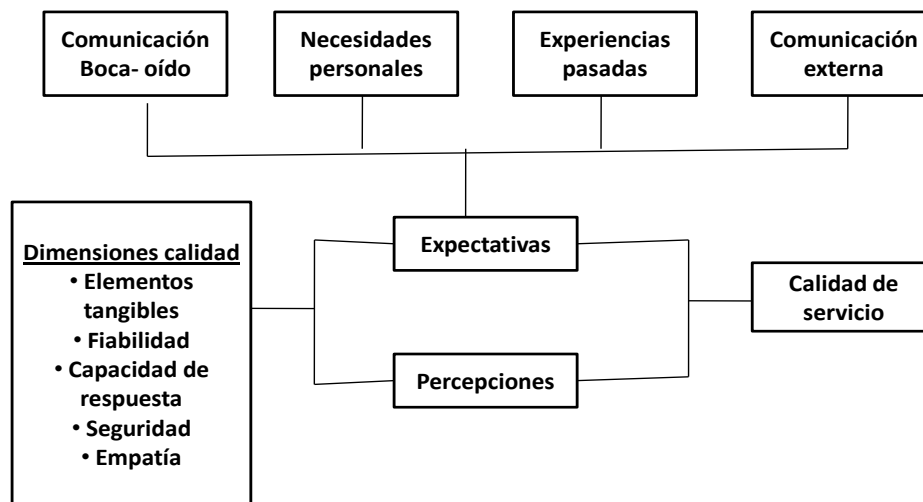 Comunicación
Boca- oído
Necesidades
personales
Experiencias
pasadas
Comunicación
externa
Dimensiones calidad
• Elementos
tangibles
• Fiabilidad
• Capacidad de
respuesta
• Seguridad
• Empatía
Expectativas
Percepciones
Calidad de
servicio